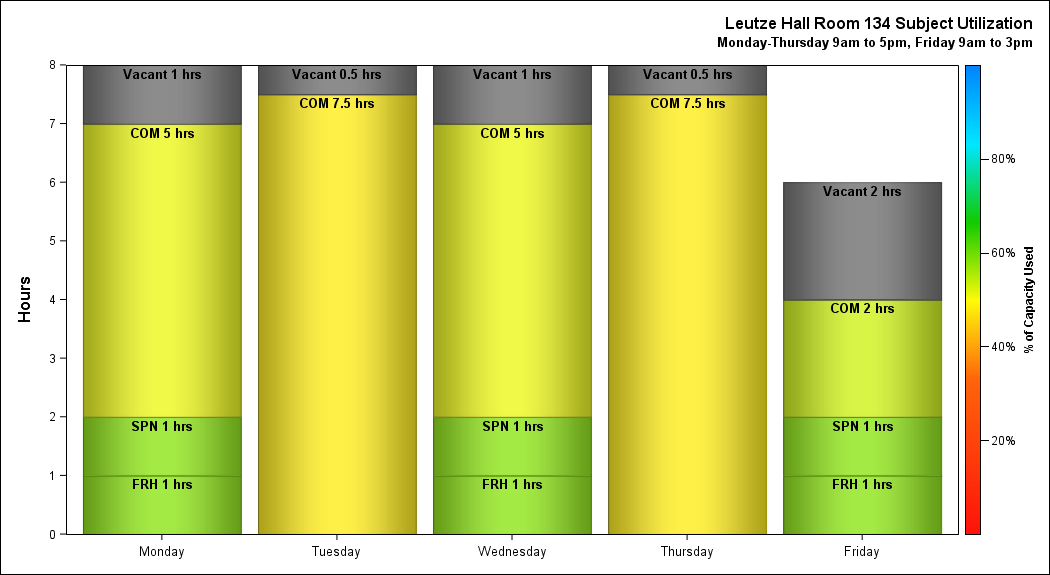 Leutze Hall Room 134 Subject Utilization
Monday-Thursday 9am to 5pm, Friday 9am to 3pm
Hours
8
7
6
5
4
3
2
1
0
Vacant 1 hrs
COM 5 hrs
SPN 1 hrs
FRH 1 hrs
Vacant 0.5 hrs
COM 7.5 hrs
Vacant 1 hrs
COM 5 hrs
SPN 1 hrs
FRH 1 hrs
Vacant 0.5 hrs
COM 7.5 hrs
Vacant 2 hrs
COM 2 hrs
SPN 1 hrs
FRH 1 hrs
Monday
Tuesday
Wednesday
Thursday
Friday
80%
60%
40%
20%
% of Capacity Used